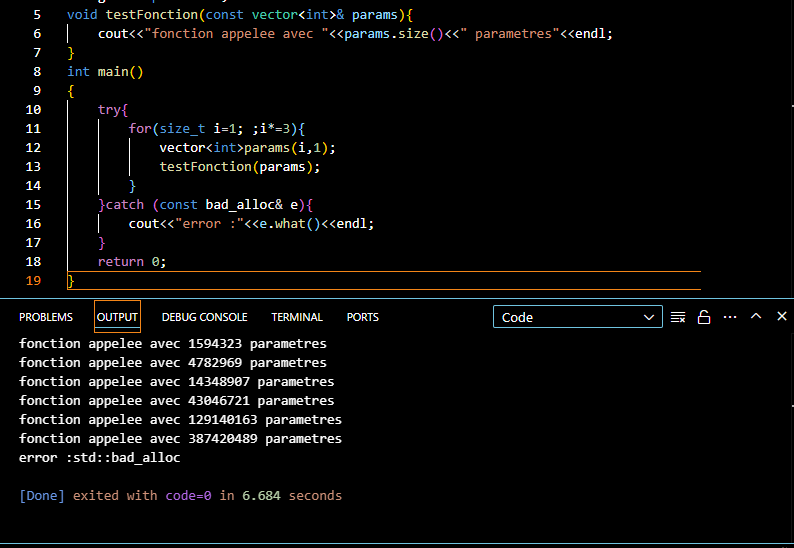 5 void testFonction(const vector<int>& params){
6 cout<<"fonction appelee avec "<<params.size()<<" parametres"<<endl;
7 }
8 int main()
9 {
10 try{
11 for(size_t i=1; ;i*=3){
12 vector<int>params(i,1);
13 testFonction(params);
14 }
15 }catch (const bad_alloc& e){
16 cout<<"error :"<<e.what()<<endl;
17 }
18 return 0;
19 }
PROBLEMS OUTPUT DEBUG CONSOLE TERMINAL PORTS Code
fonction appelee avec 1594323 parametres
fonction appelee avec 4782969 parametres
fonction appelee avec 14348907 parametres
fonction appelee avec 43046721 parametres
fonction appelee avec 129140163 parametres
fonction appelee avec 387420489 parametres
error :std::bad_alloc
[Done] exited with code=0 in 6.684 seconds